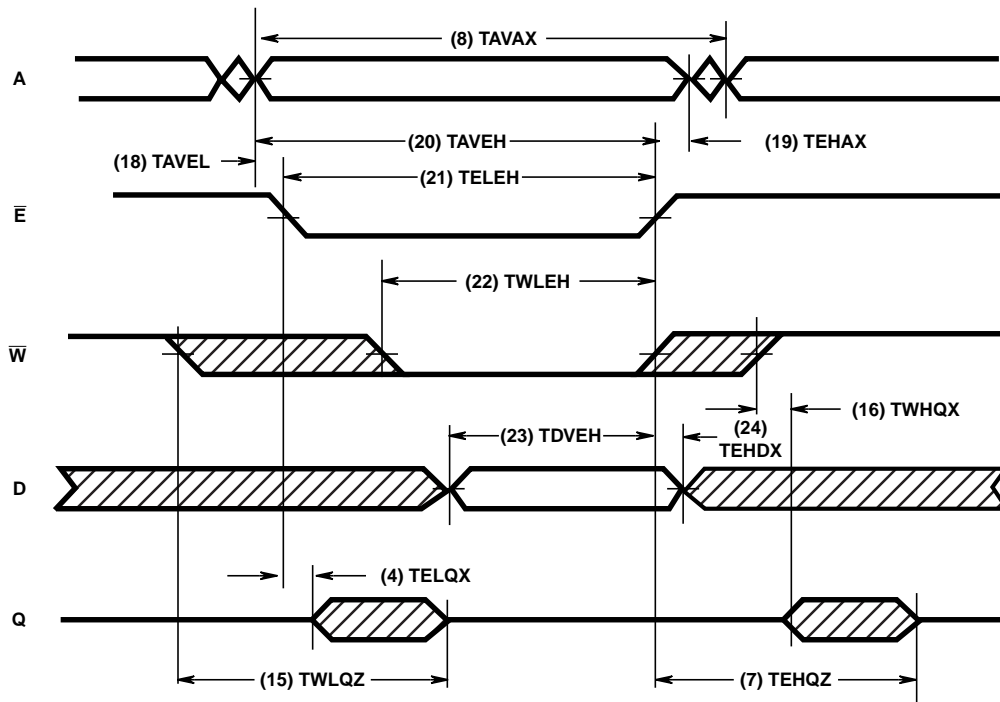 (8) TAVAX
A
(20) TAVEH
(19) TEHAX
(18) TAVEL
(21) TELEH
E̅
(22) TWLEH
W̅
(16) TWHQX
(23) TDVEH
(24)
TEHDX
D
(4) TELQX
Q
(15) TWLQZ
(7) TEHQZ